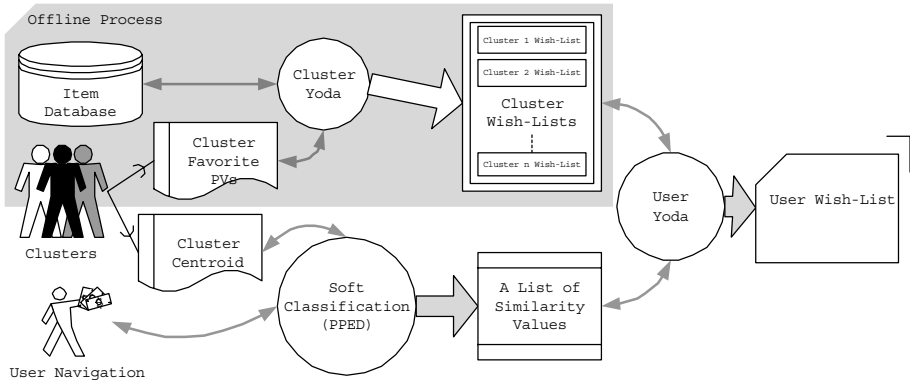 Offline Process
Item
Database
Cluster
Yoda
Cluster
Favorite
PVs
Cluster 1 Wish-List
Cluster 2 Wish-List
Cluster
Wish-Lists
Cluster n Wish-List
Clusters
Cluster
Centroid
User
Yoda
User Wish-List
Soft
Classification
(PPED)
A List of
Similarity
Values
User Navigation